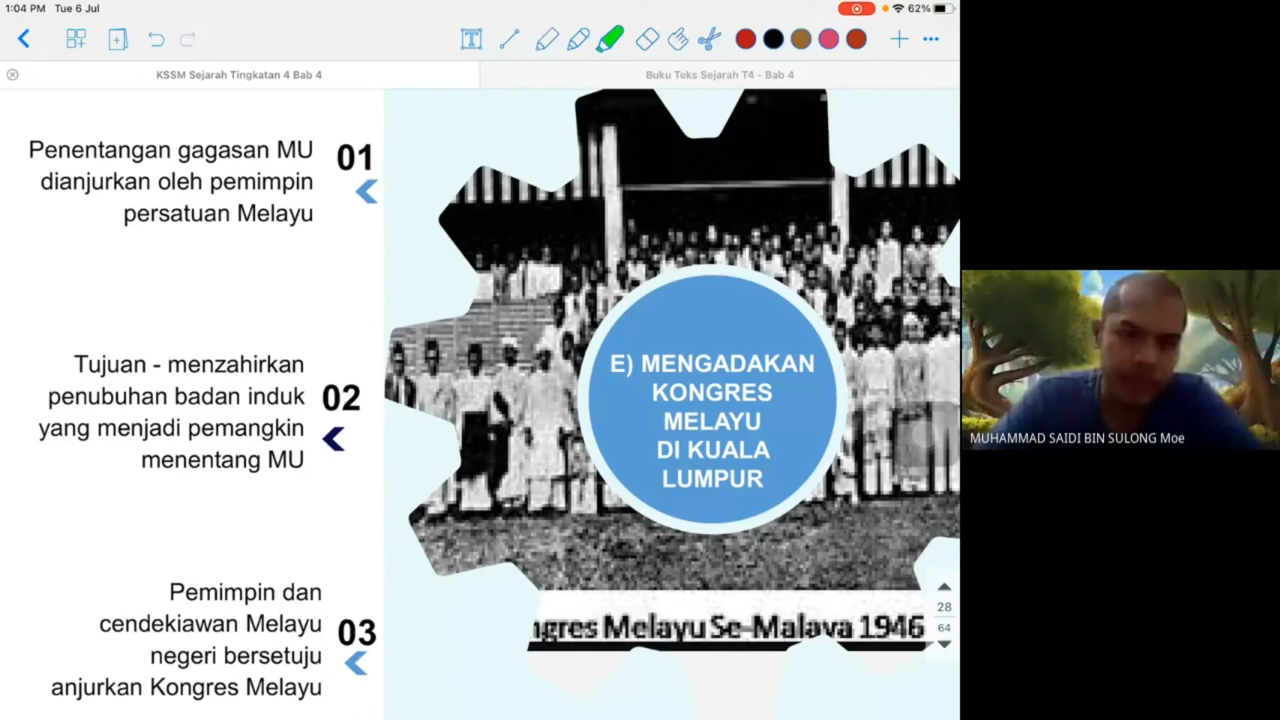 1:04 PM Tue 6 Jul
62%
KSSM Sejarah Tingkatan 4 Bab 4
Buku Teks Sejarah T4 - Bab 4
Penentangan gagasan MU
dianjurkan oleh pemimpin
persatuan Melayu
01
Tujuan - menzahirkan
penubuhan badan induk
yang menjadi pemangkin
menentang MU
02
Pemimpin dan
cendekiawan Melayu
negeri bersetuju
anjurkan Kongres Melayu
03
E) MENGADAKAN
KONGRES
MELAYU
DI KUALA
LUMPUR
ngres Melayu Se-Malaya 1946
28
64
MUHAMMAD SAIDI BIN SULONG Moe